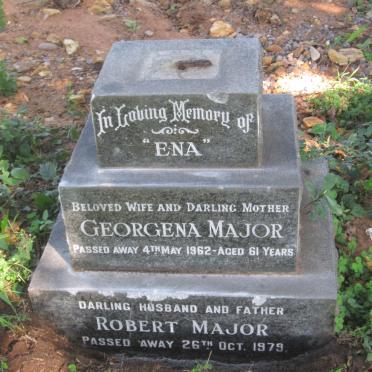 In Loving Memory of
"ENA"
BELOVED WIFE AND DARLING MOTHER
GEORGENA MAJOR
PASSED AWAY 4TH MAY 1962-AGED 61 YEARS
DARLING HUSBAND AND FATHER
ROBERT MAJOR
PASSED AWAY 26TH OCT. 1979.